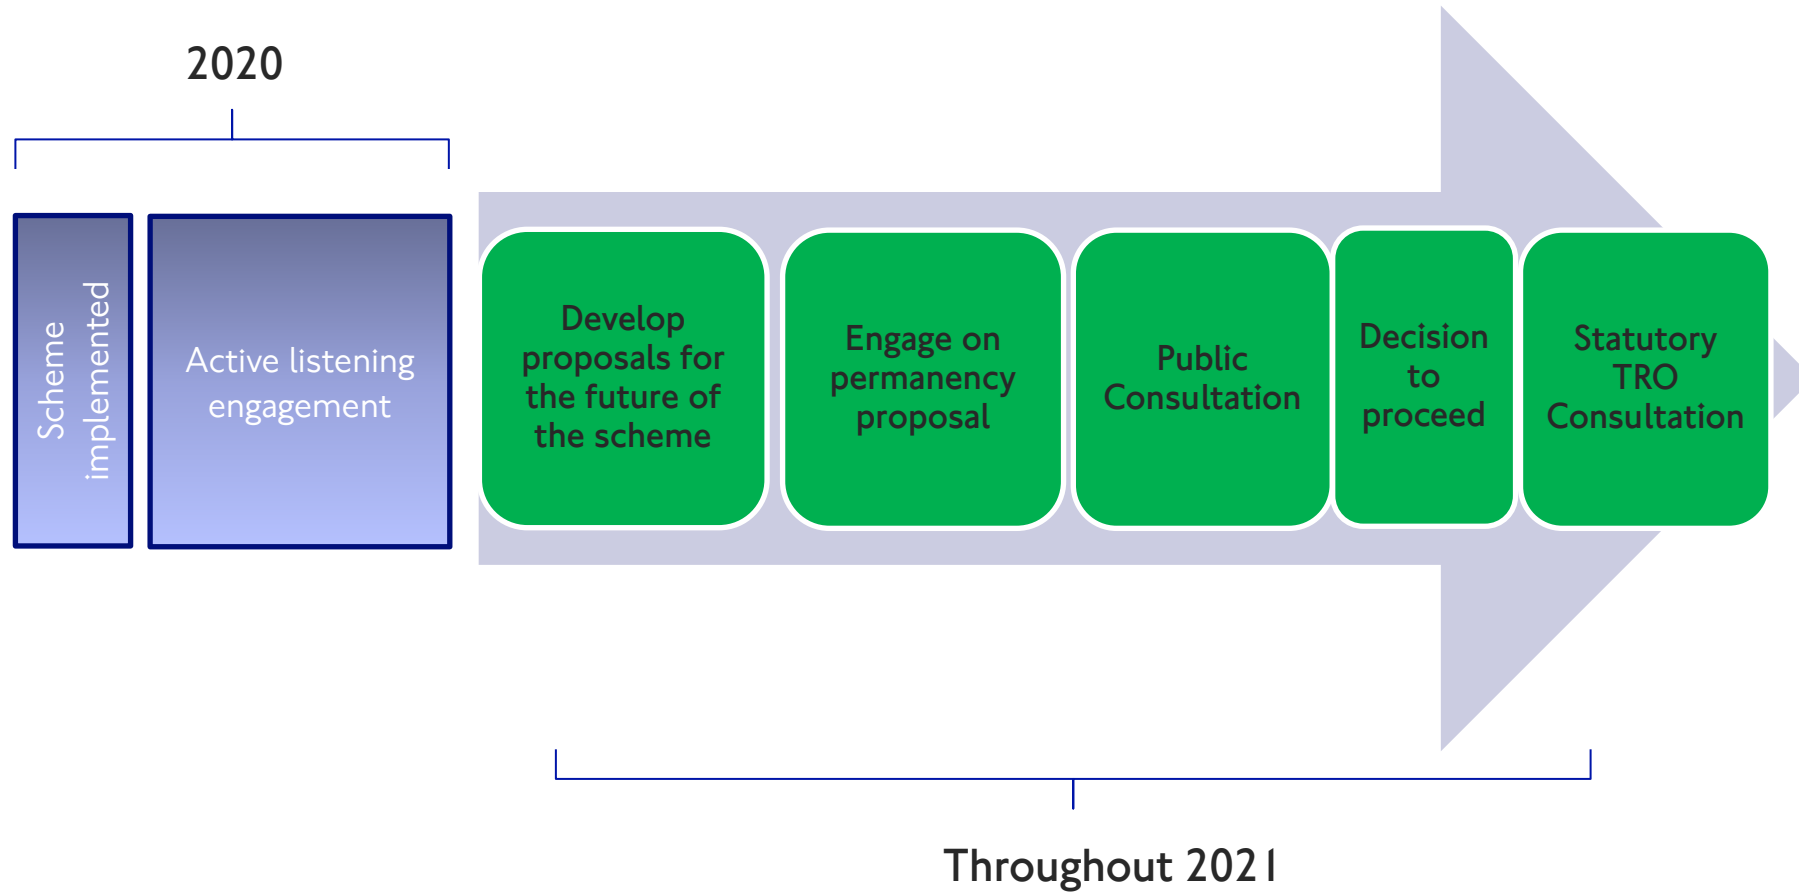 2020
Scheme
implemented
Active listening
engagement
Develop
proposals for
the future of
the scheme
Engage on
permanency
proposal
Public
Consultation
Decision
to
proceed
Statutory
TRO
Consultation
Throughout 2021